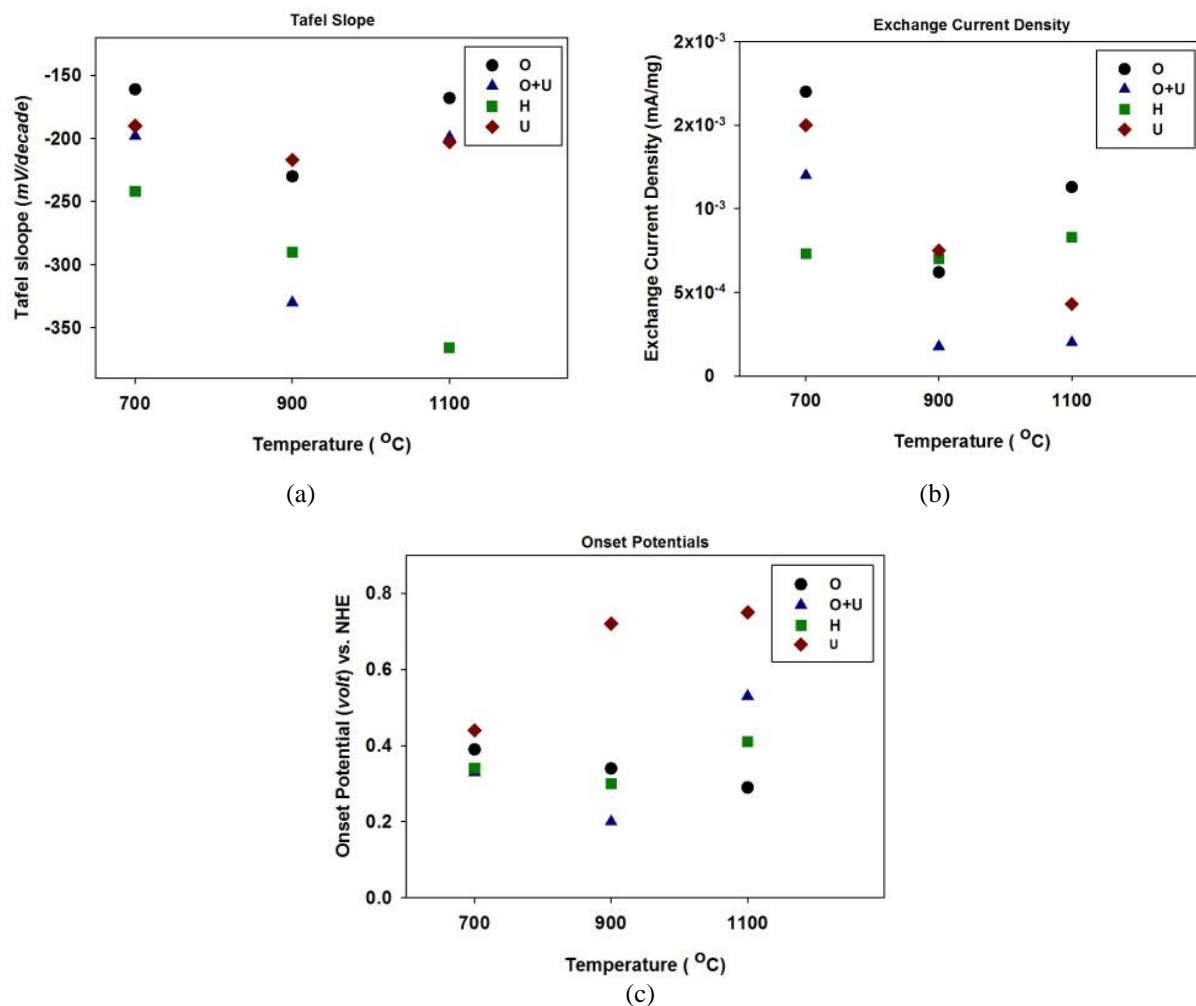 Tafel Slope
O
O+U
H
U
-150
-200
-250
-300
-350
Tafel sloope (mV/decade)
700
900
1100
Temperature ( OC)
(a)
Exchange Current Density
O
O+U
H
U
2x10-3
2x10-3
10-3
5x10-4
0
Exchange Current Density (mA/mg)
700
900
1100
Temperature ( OC)
(b)
Onset Potentials
O
O+U
H
U
0.8
0.6
0.4
0.2
0.0
Onset Potential (volt) vs. NHE
700
900
1100
Temperature ( OC)
(c)